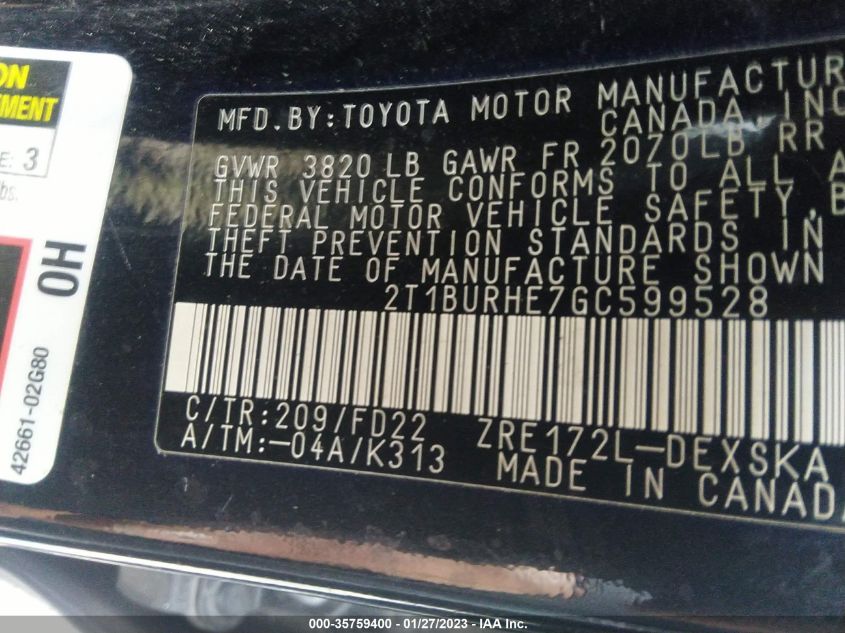 ON
EMENT
E: 3
bs.
OH
42661-02G80
MFD. BY: TOYOTA MOTOR MANUFACTUR
CANADA, INC
GVWR 3820 LB GAWR FR 2070LB RR
THIS VEHICLE CONFORMS TO ALL A
FEDERAL MOTOR VEHICLE SAFETY, B
THEFT PREVENTION STANDARDS IN
THE DATE OF MANUFACTURE SHOWN
2T1BURHE7GC599528
C/TR:209/FD22 ZRE172L-DEXSKA
A/TM:-04A/K313 MADE IN CANADA
000-35759400 - 01/27/2023 - IAA Inc.